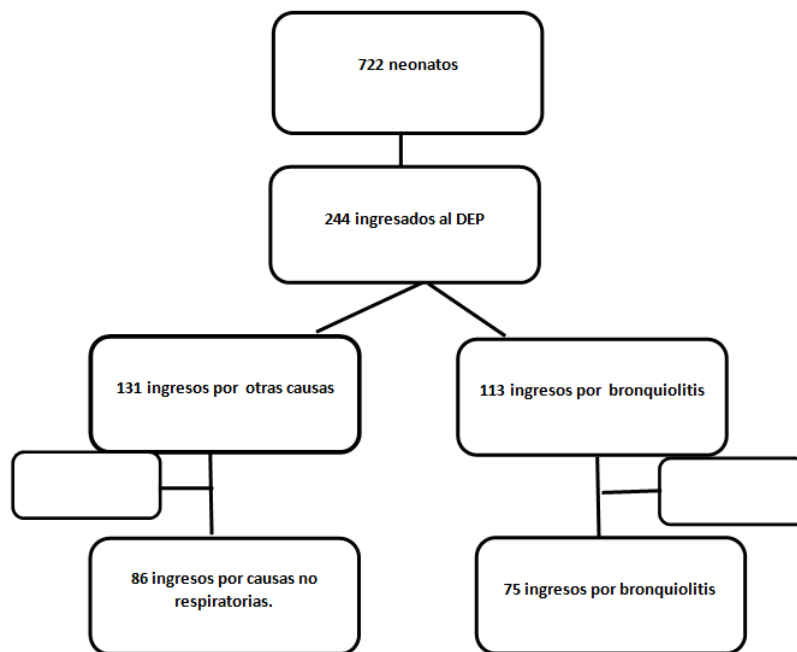 722 neonatos
244 ingresados al DEP
131 ingresos por otras causas
113 ingresos por bronquiolitis
86 ingresos por causas no
respiratorias.
75 ingresos por bronquiolitis